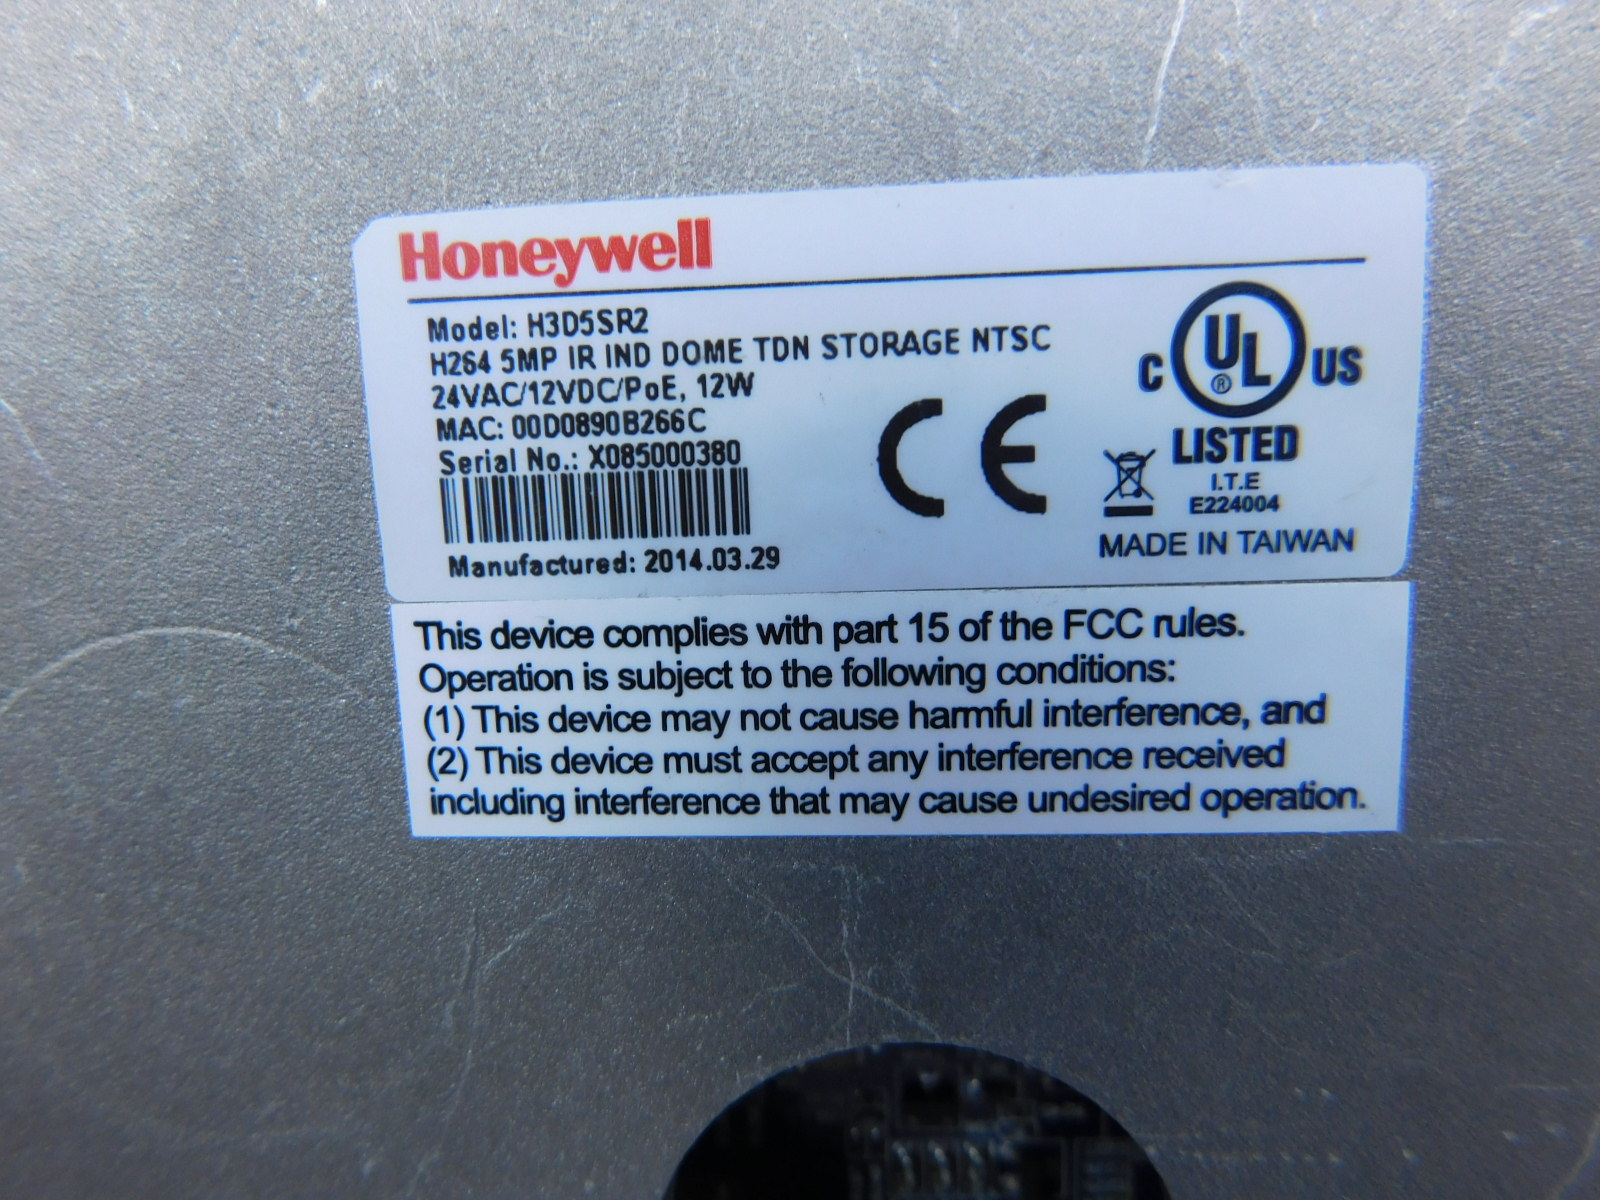 Honeywell
Model: H3D5SR2
H264 5MP IR IND DOME TDN STORAGE NTSC
24VAC/12VDC/PoE, 12W
MAC: 00D0890B266C
Serial No.: X085000380
Manufactured: 2014.03.29
C UL US
®
LISTED
I.T.E
E224004
CE
MADE IN TAIWAN
This device complies with part 15 of the FCC rules.
Operation is subject to the following conditions:
(1) This device may not cause harmful interference, and
(2) This device must accept any interference received
including interference that may cause undesired operation.